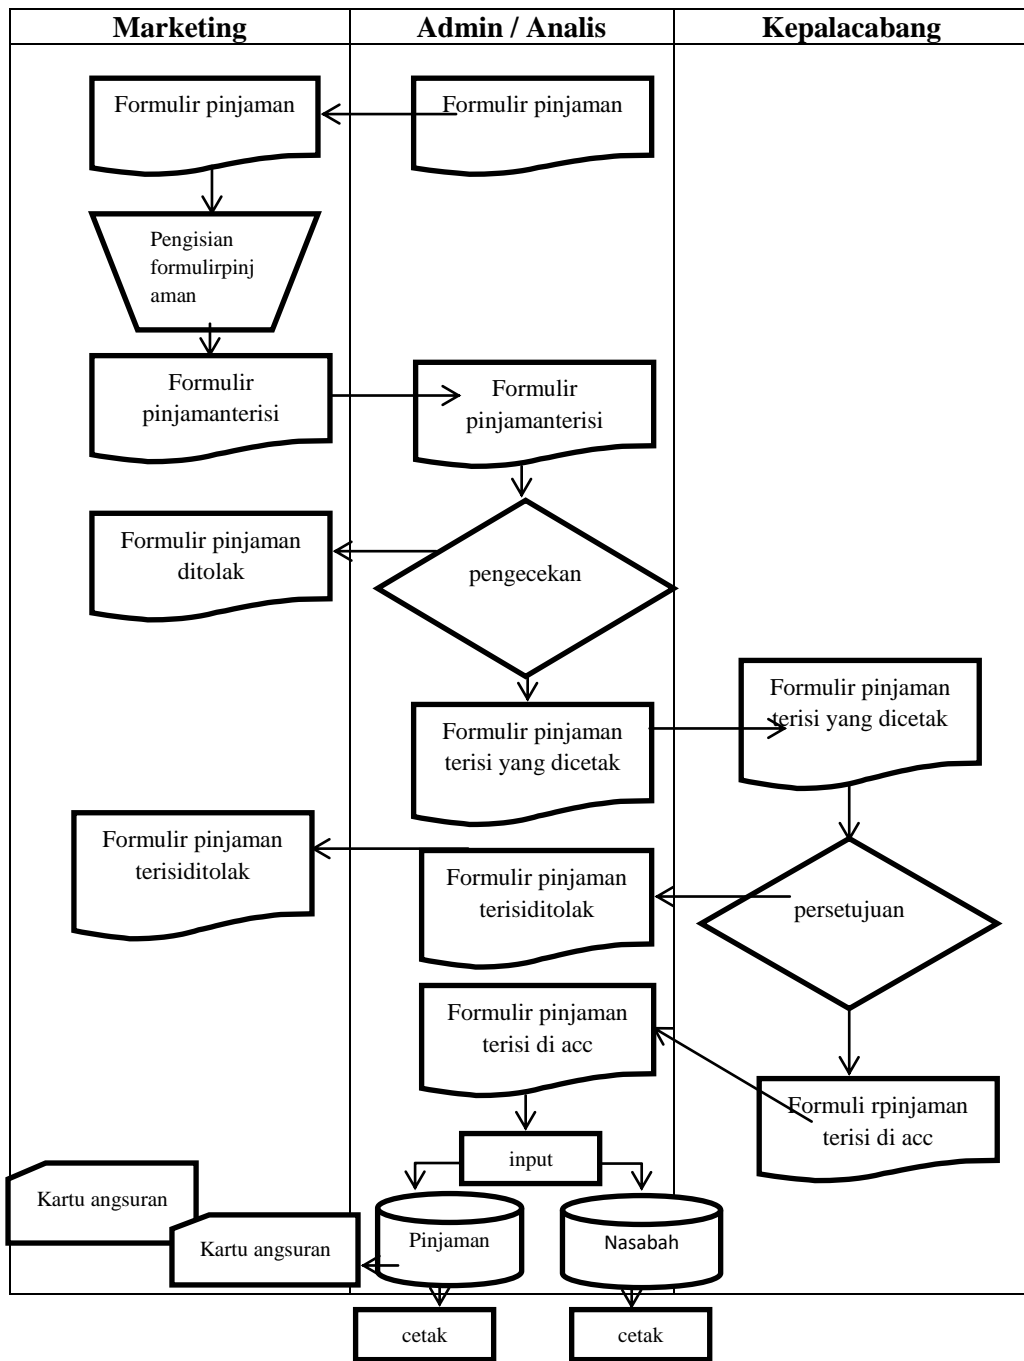 Marketing
Admin / Analis
Kepalacabang
Formulir pinjaman
Formulir pinjaman
Pengisian
formulirpinj
aman
Formulir
pinjamanterisi
Formulir
pinjamanterisi
Formulir pinjaman
ditolak
pengecekan
Formulir pinjaman
terisi yang dicetak
Formulir pinjaman
terisi yang dicetak
Formulir pinjaman
terisiditolak
Formulir pinjaman
terisiditolak
persetujuan
Formulir pinjaman
terisi di acc
Formuli rpinjaman
terisi di acc
input
Kartu angsuran
Kartu angsuran
Pinjaman
Nasabah
cetak
cetak